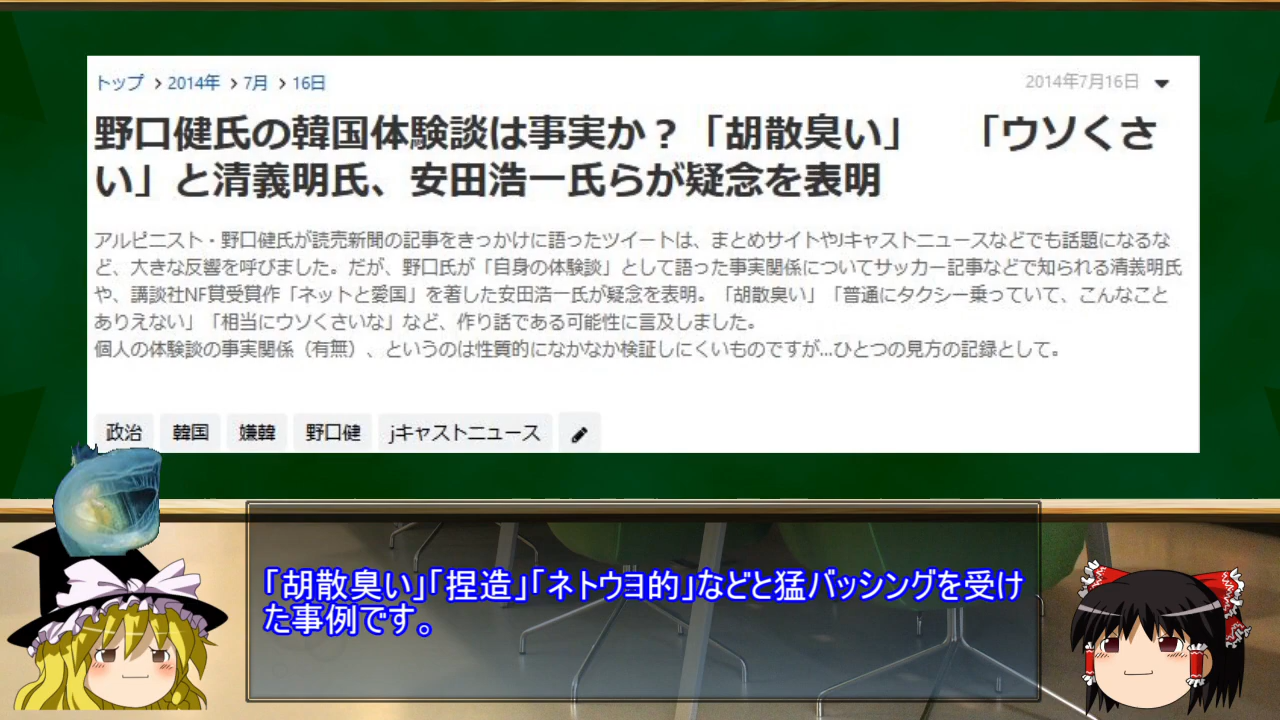 トップ > 2014年 > 7月 > 16日
2014年7月16日
野口健氏の韓国体験談は事実か?「胡散臭い」 「ウソくさ
い」と清義明氏、安田浩一氏らが疑念を表明
アルピニスト・野口健氏が読売新聞の記事をきっかけに語ったツイートは、まとめサイトやJキャストニュースなどでも話題になるな
ど、大きな反響を呼びました。だが、野口氏が「自身の体験談」として語った事実関係についてサッカー記事などで知られる清義明氏
や、講談社NF賞受賞作「ネットと愛国」を著した安田浩一氏が疑念を表明。「胡散臭い」「普通にタクシー乗っていて、こんなこと
ありえない」「相当にウソくさいな」など、作り話である可能性に言及しました。
個人の体験談の事実関係(有無)、というのは性質的になかなか検証しにくいものですが...ひとつの見方の記録として。
政治 韓国 嫌韓 野口健 jキャストニュース
「胡散臭い」「捏造」「ネトウヨ的」などと猛バッシングを受け
た事例です。